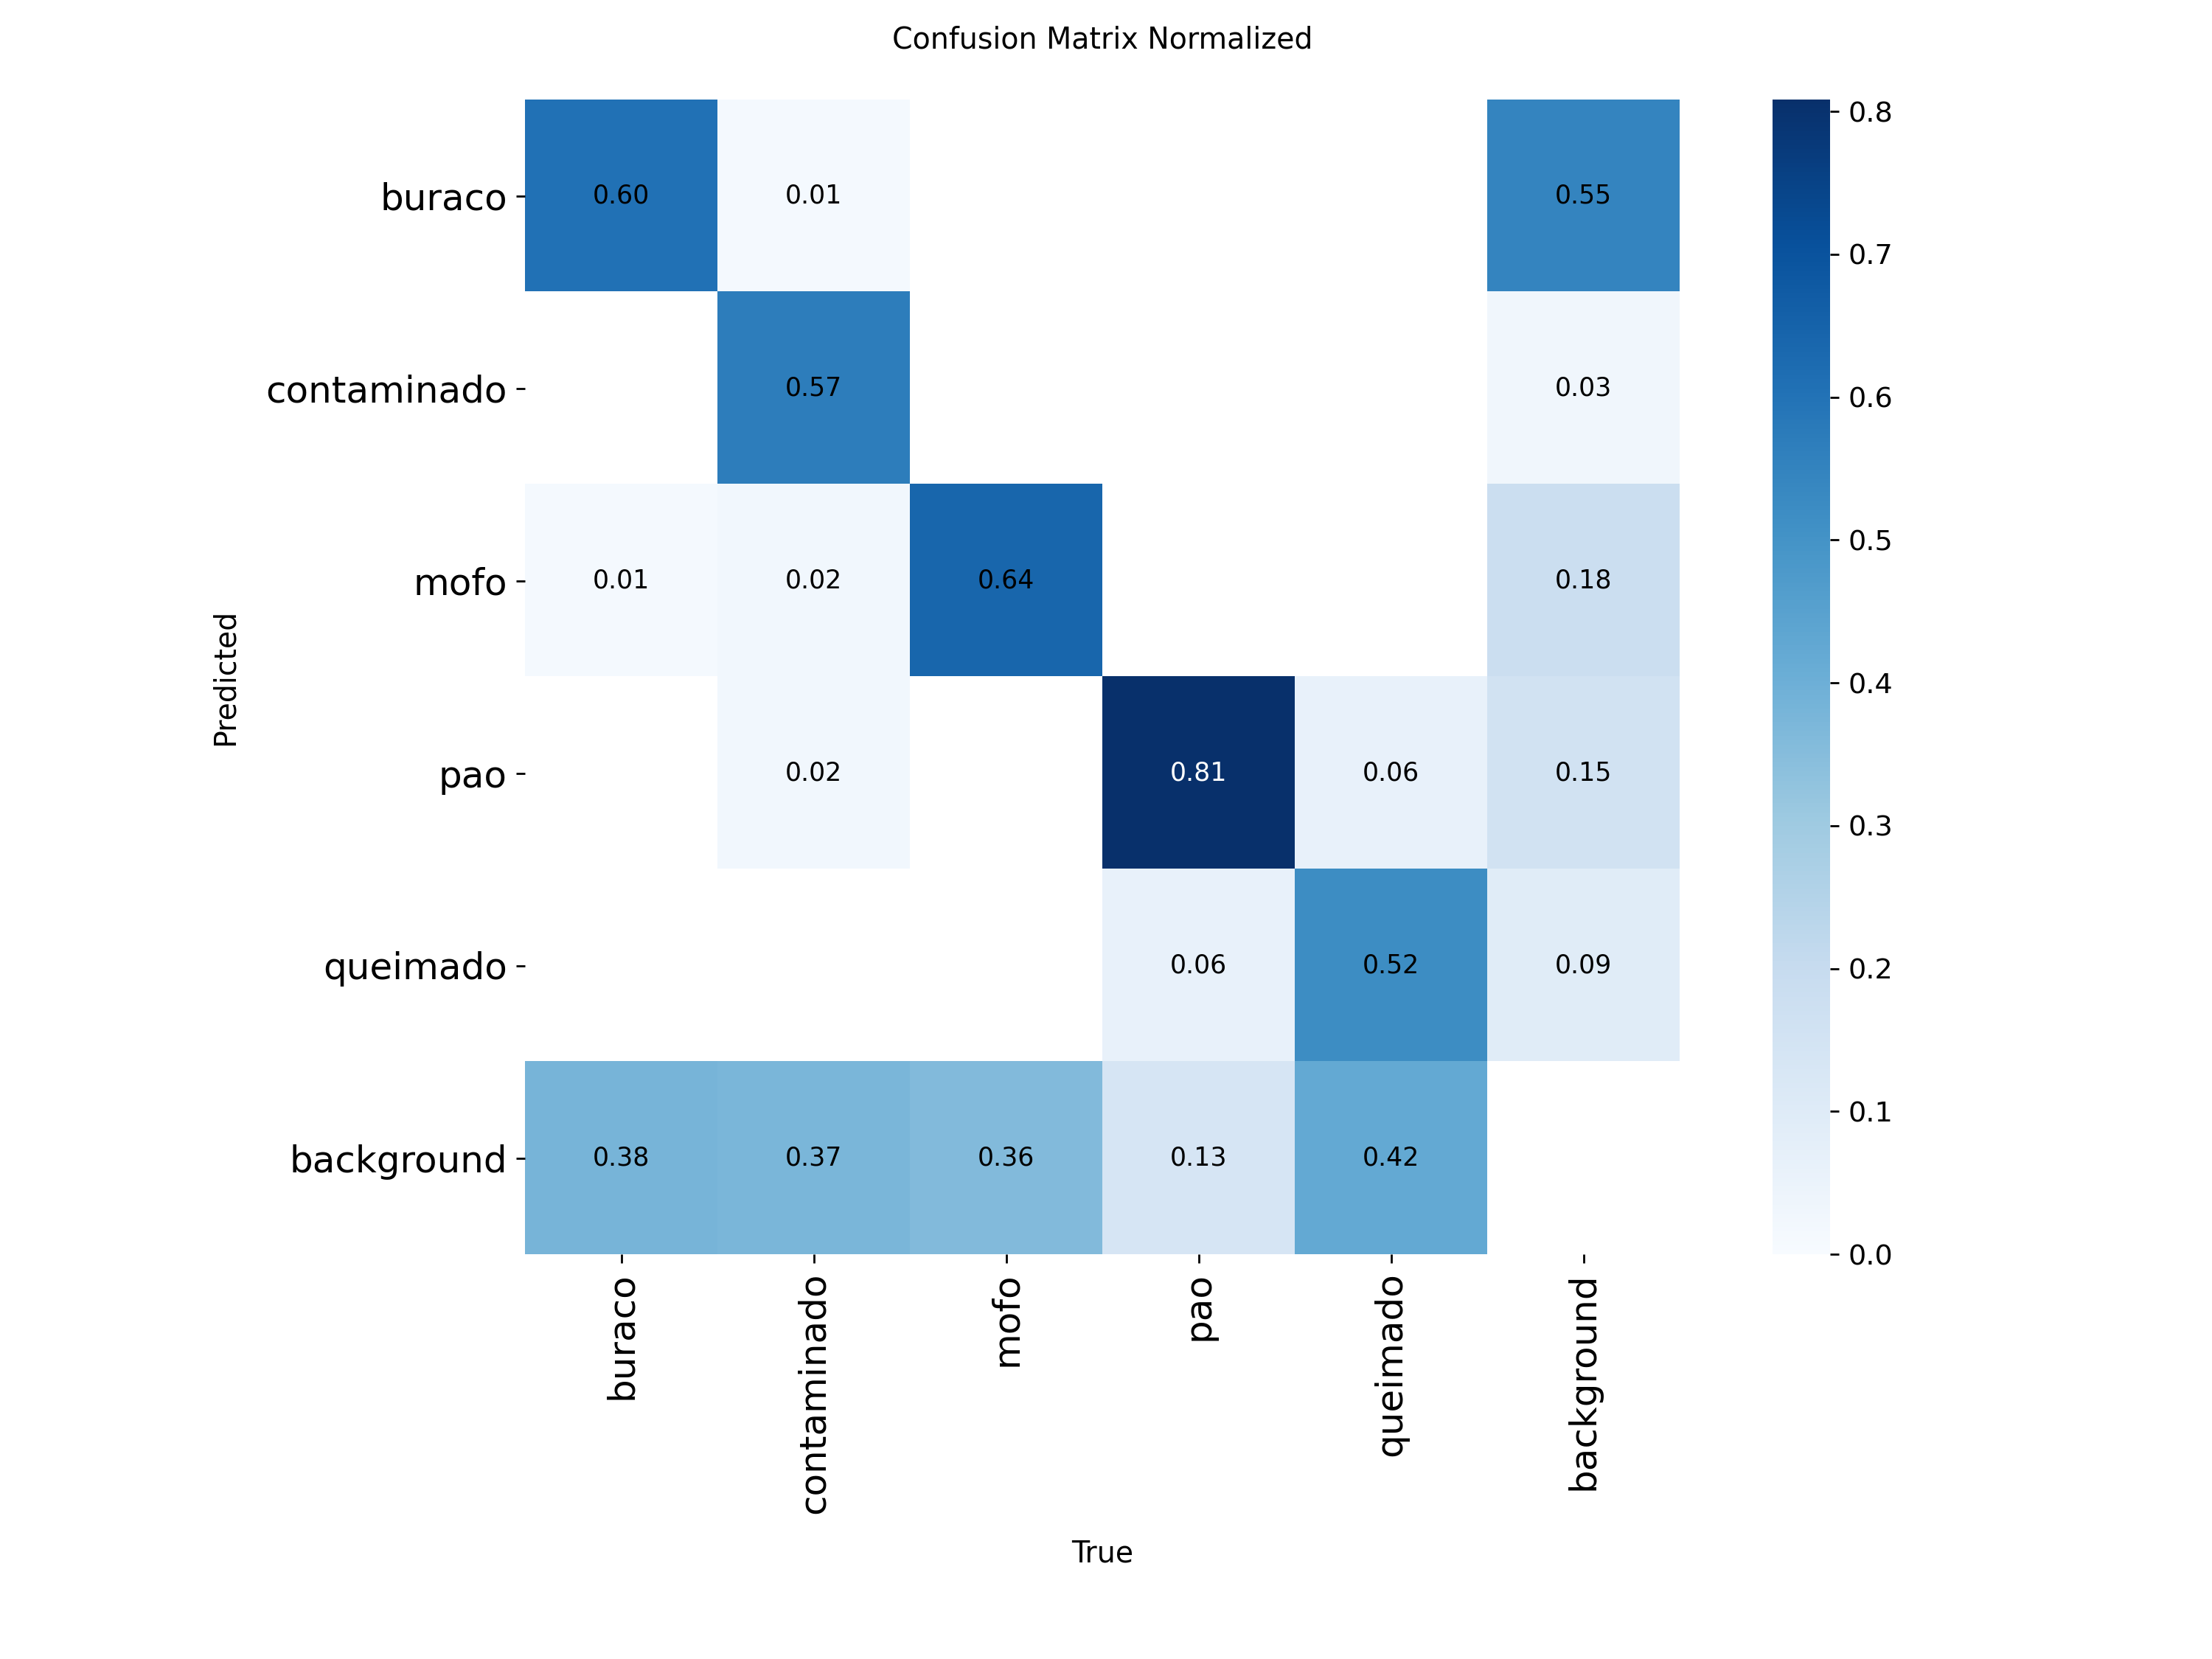 Confusion Matrix Normalized
buraco 0.60 0.01 0.55
contaminado 0.57 0.03
mofo 0.01 0.02 0.64 0.18
pao 0.02 0.81 0.06 0.15
queimado 0.06 0.52 0.09
background 0.38 0.37 0.36 0.13 0.42
Predicted
buraco contaminado mofo pao queimado background
True
0.8
0.7
0.6
0.5
0.4
0.3
0.2
0.1
0.0